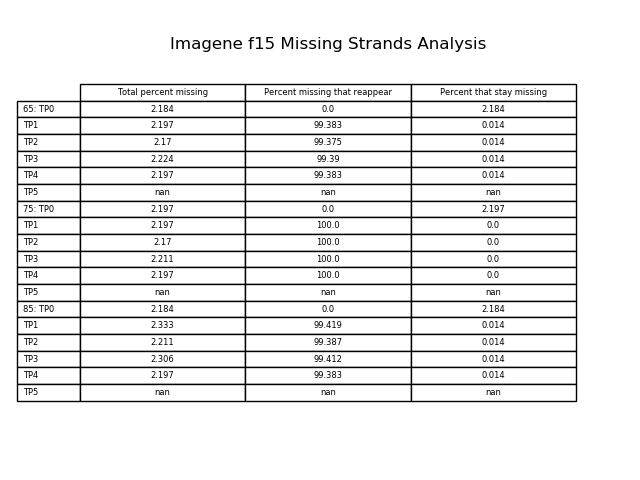 Imagene f15 Missing Strands Analysis
Total percent missing Percent missing that reappear Percent that stay missing
65: TP0 2.184 0.0 2.184
TP1 2.197 99.383 0.014
TP2 2.17 99.375 0.014
TP3 2.224 99.39 0.014
TP4 2.197 99.383 0.014
TP5 nan nan nan
75: TP0 2.197 0.0 2.197
TP1 2.197 100.0 0.0
TP2 2.17 100.0 0.0
TP3 2.211 100.0 0.0
TP4 2.197 100.0 0.0
TP5 nan nan nan
85: TP0 2.184 0.0 2.184
TP1 2.333 99.419 0.014
TP2 2.211 99.387 0.014
TP3 2.306 99.412 0.014
TP4 2.197 99.383 0.014
TP5 nan nan nan